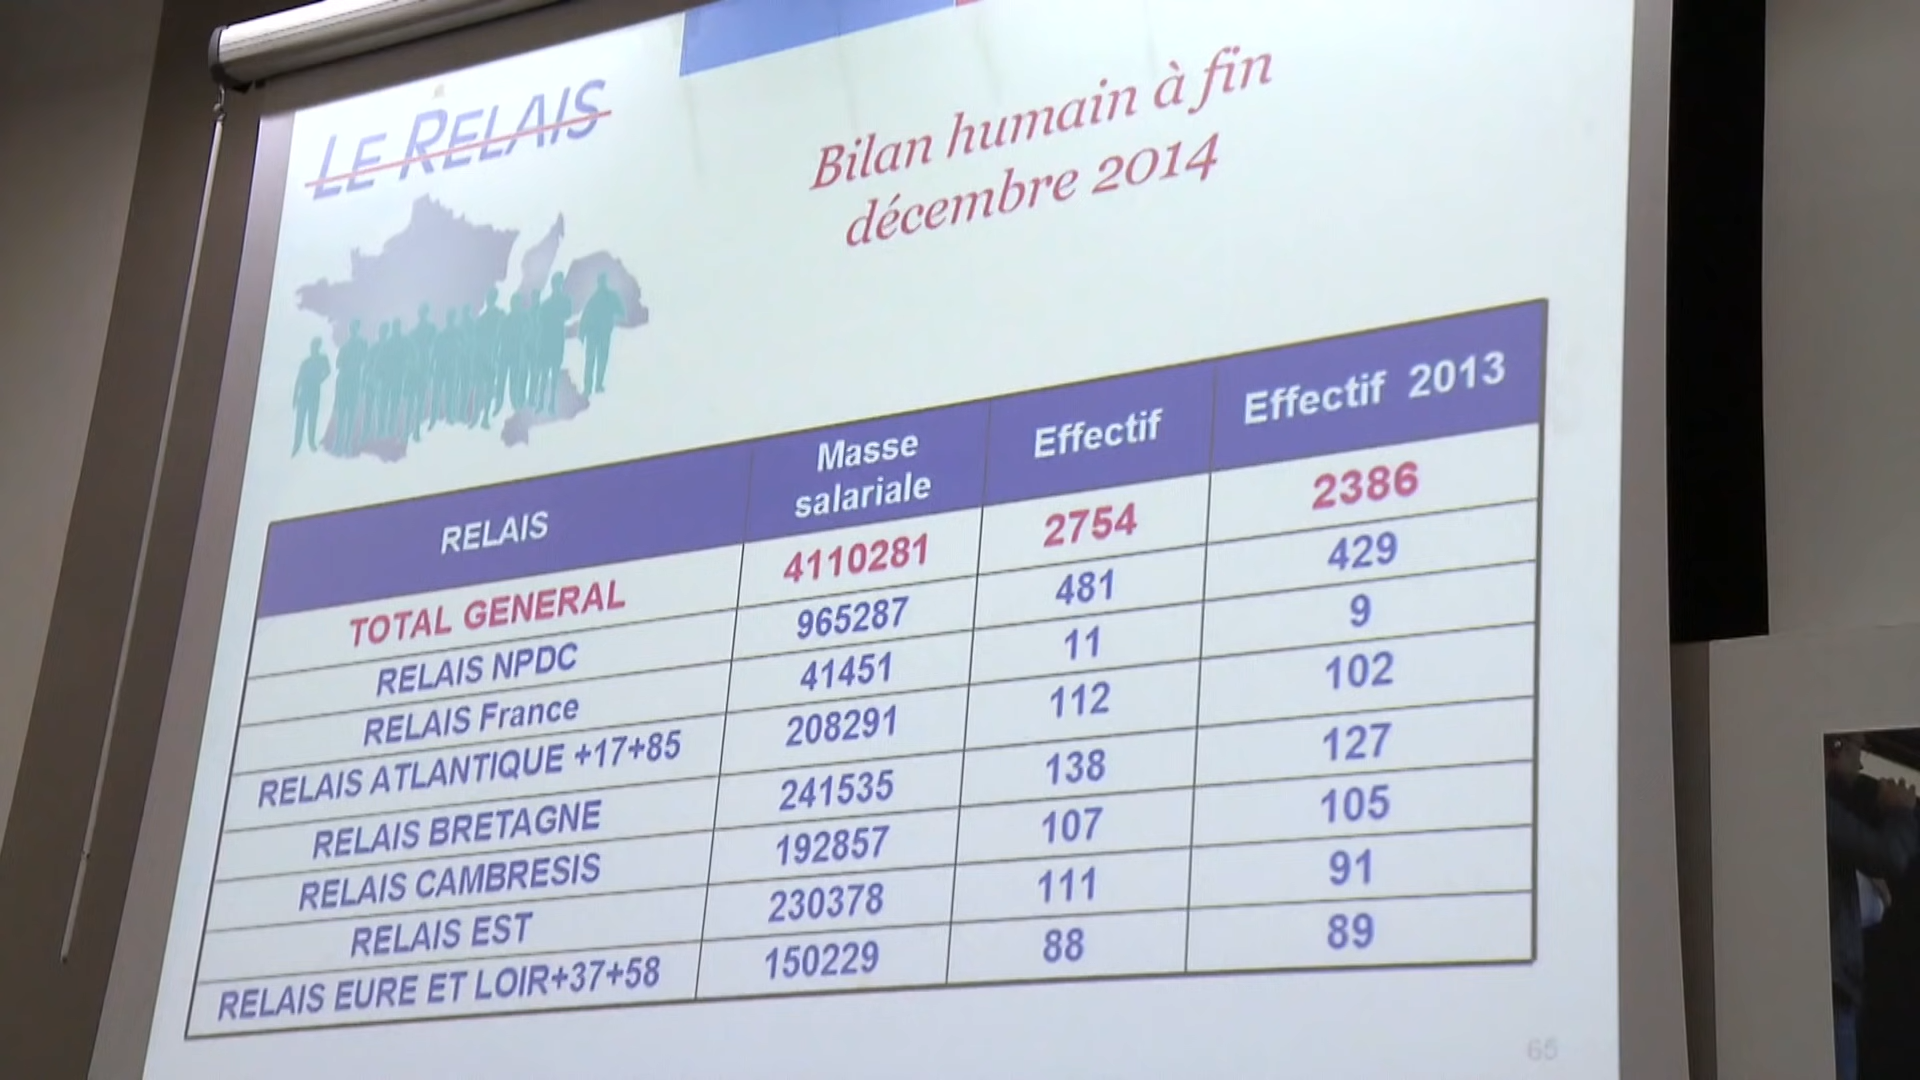 LE RELAIS
Bilan humain à fin
décembre 2014
RELAIS Masse salariale Effectif Effectif 2013
TOTAL GENERAL 4110281 2754 2386
RELAIS NPDC 965287 481 429
RELAIS France 41451 11 9
RELAIS ATLANTIQUE +17+85 208291 112 102
RELAIS BRETAGNE 241535 138 127
RELAIS CAMBRESIS 192857 107 105
RELAIS EST 230378 111 91
RELAIS EURE ET LOIR+37+58 150229 88 89
65